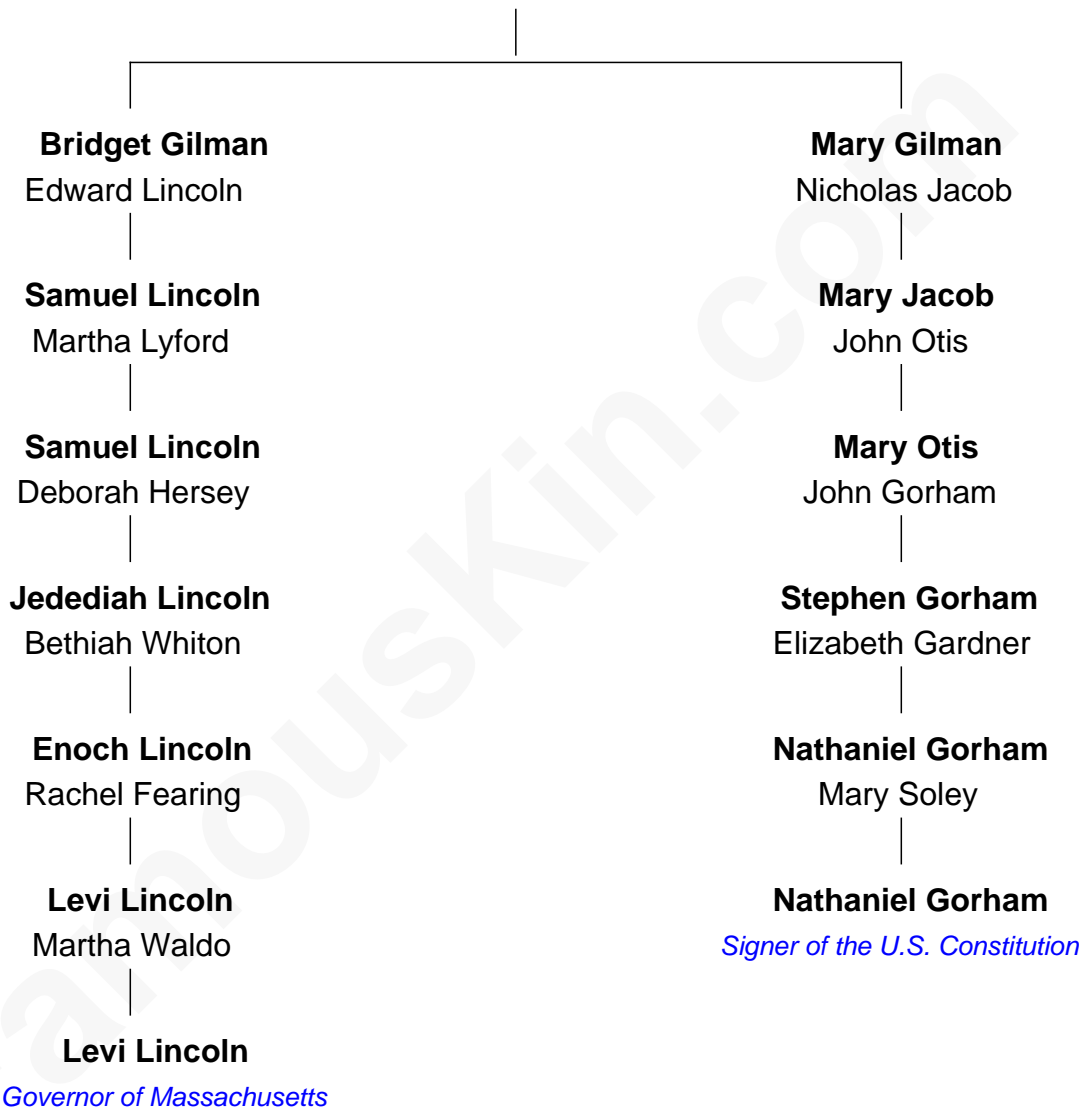 Bridget Gilman
Edward Lincoln
Mary Gilman
Nicholas Jacob
Samuel Lincoln
Martha Lyford
Mary Jacob
John Otis
Samuel Lincoln
Deborah Hersey
Mary Otis
John Gorham
Jedediah Lincoln
Bethiah Whiton
Stephen Gorham
Elizabeth Gardner
Enoch Lincoln
Rachel Fearing
Nathaniel Gorham
Mary Soley
Levi Lincoln
Martha Waldo
Nathaniel Gorham
Signer of the U.S. Constitution
Levi Lincoln
Governor of Massachusetts
amouskin.com